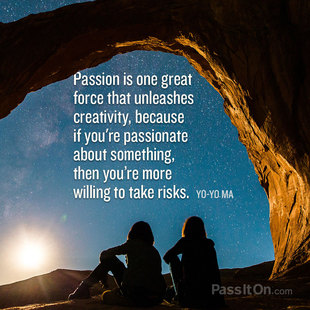 Passion is one great
force that unleashes
creativity, because
if you're passionate
about something,
then you're more
willing to take risks. YO-YO MA
PassItOn.com